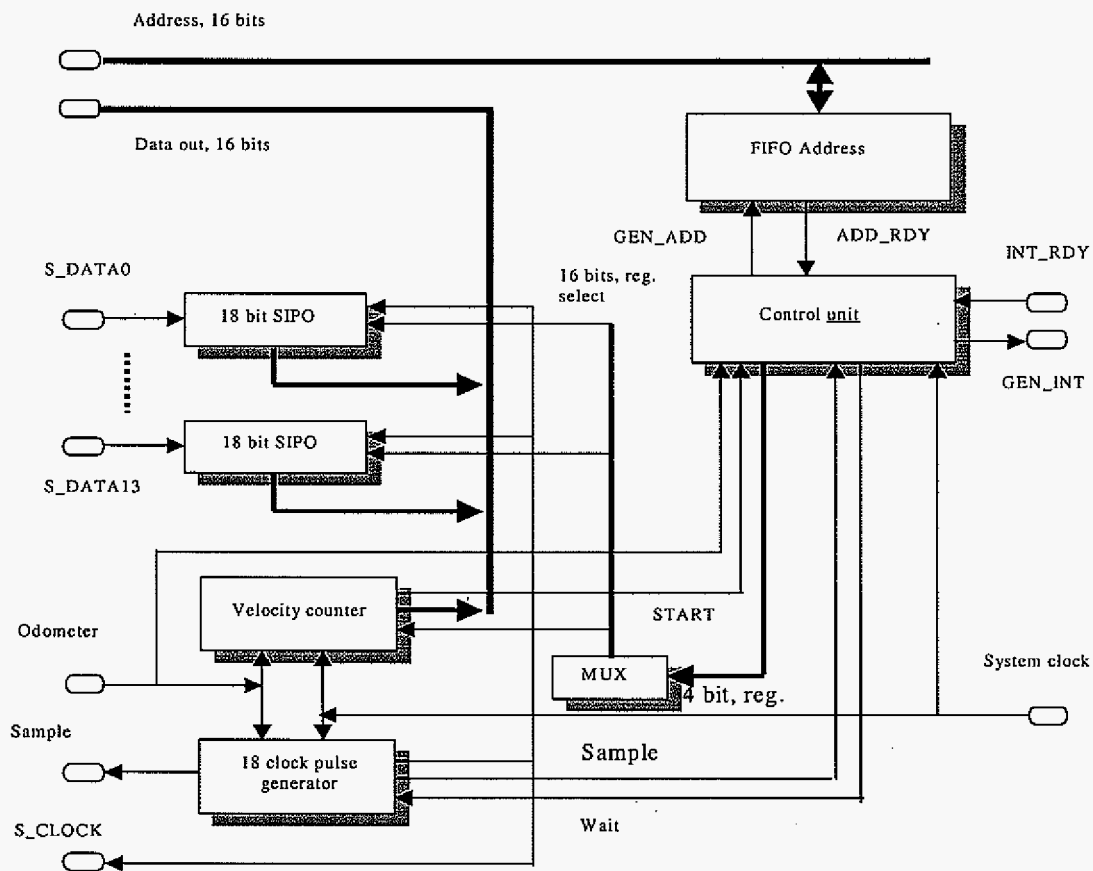 Address, 16 bits
Data out, 16 bits
FIFO Address
GEN_ADD
ADD_RDY
S_DATA0
16 bits, reg.
select
INT_RDY
18 bit SIPO
Control unit
GEN_INT
18 bit SIPO
S_DATA13
Velocity counter
START
Odometer
System clock
MUX
4 bit, reg.
Sample
18 clock pulse
generator
Sample
Wait
S_CLOCK